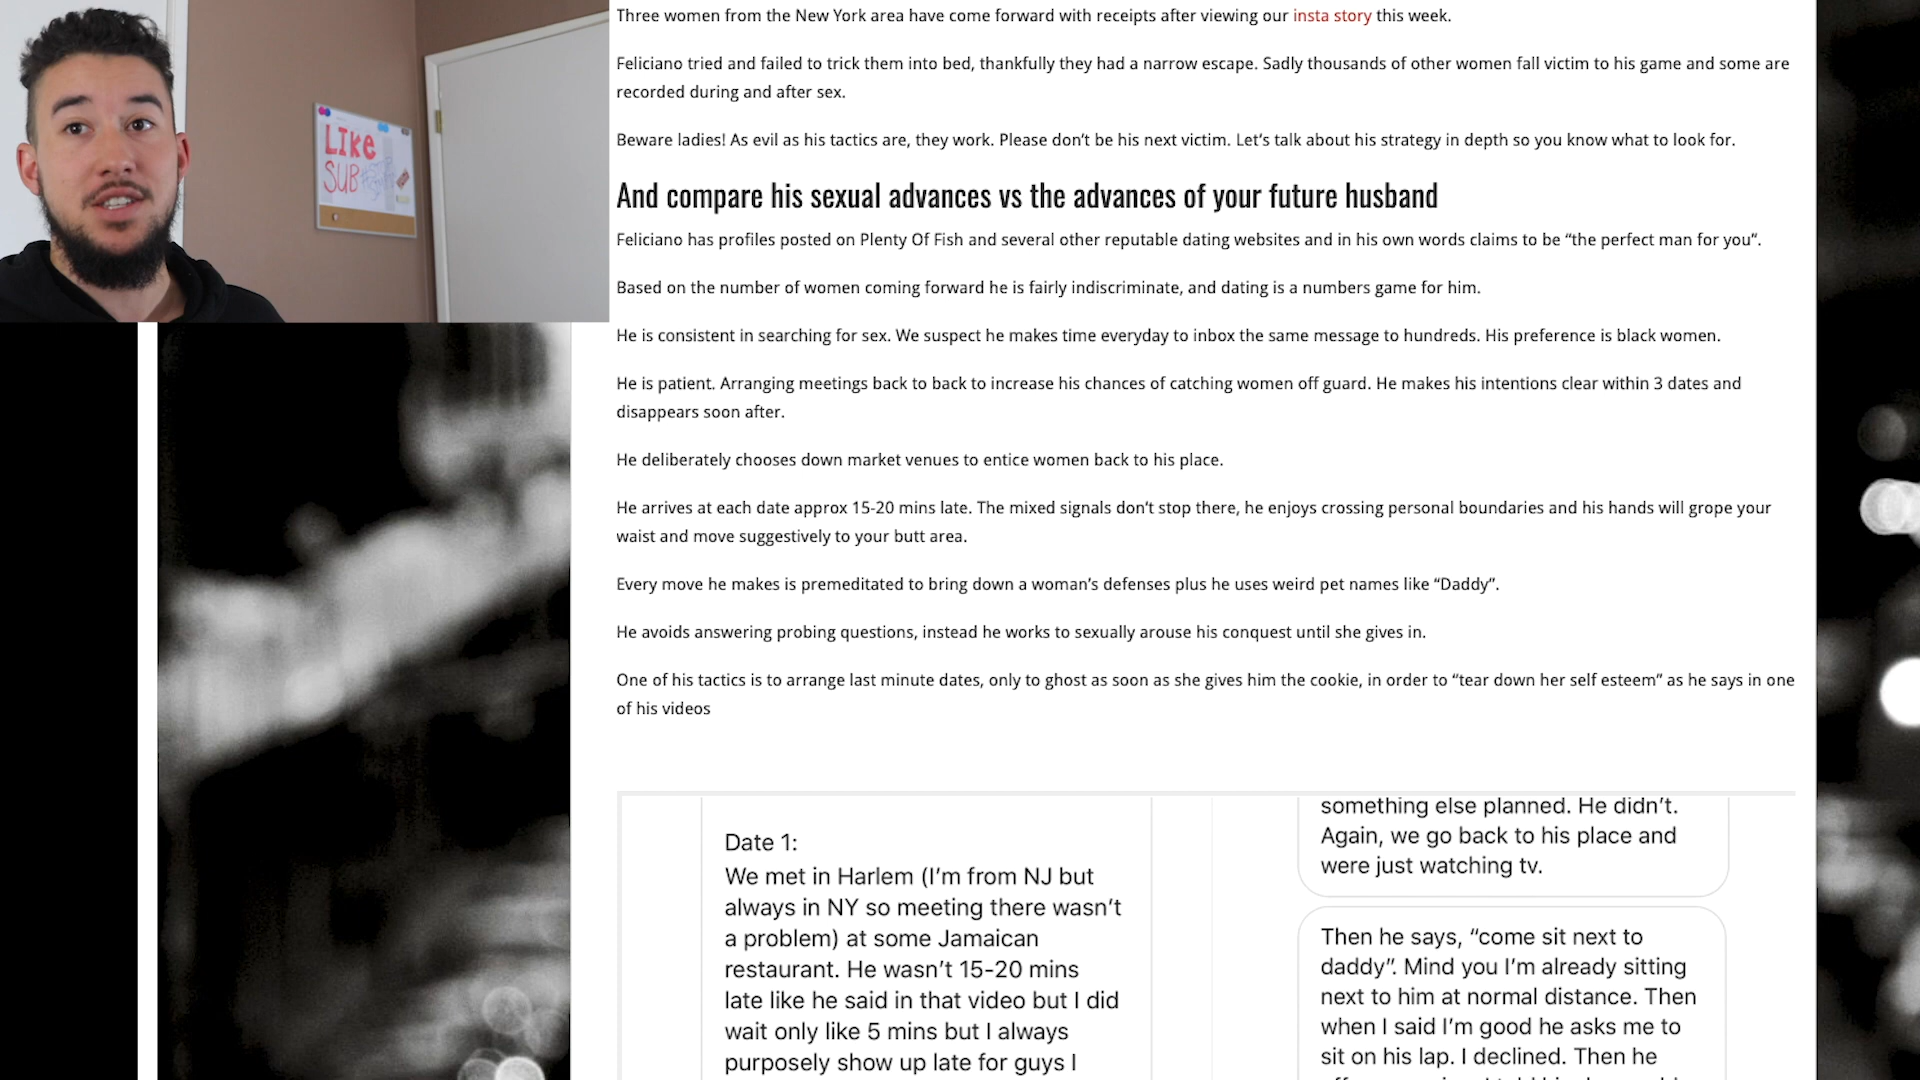 LIKE
SUB
Three women from the New York area have come forward with receipts after viewing our insta story this week.
Feliciano tried and failed to trick them into bed, thankfully they had a narrow escape. Sadly thousands of other women fall victim to his game and some are
recorded during and after sex.
Beware ladies! As evil as his tactics are, they work. Please don't be his next victim. Let's talk about his strategy in depth so you know what to look for.
And compare his sexual advances vs the advances of your future husband
Feliciano has profiles posted on Plenty Of Fish and several other reputable dating websites and in his own words claims to be “the perfect man for you“.
Based on the number of women coming forward he is fairly indiscriminate, and dating is a numbers game for him.
He is consistent in searching for sex. We suspect he makes time everyday to inbox the same message to hundreds. His preference is black women.
He is patient. Arranging meetings back to back to increase his chances of catching women off guard. He makes his intentions clear within 3 dates and
disappears soon after.
He deliberately chooses down market venues to entice women back to his place.
He arrives at each date approx 15-20 mins late. The mixed signals don't stop there, he enjoys crossing personal boundaries and his hands will grope your
waist and move suggestively to your butt area.
Every move he makes is premeditated to bring down a woman's defenses plus he uses weird pet names like “Daddy”.
He avoids answering probing questions, instead he works to sexually arouse his conquest until she gives in.
One of his tactics is to arrange last minute dates, only to ghost as soon as she gives him the cookie, in order to “tear down her self esteem” as he says in one
of his videos
Date 1:
We met in Harlem (I'm from NJ but
always in NY so meeting there wasn't
a problem) at some Jamaican
restaurant. He wasn't 15-20 mins
late like he said in that video but I did
wait only like 5 mins but I always
purposely show up late for guys I
something else planned. He didn't.
Again, we go back to his place and
were just watching tv.
Then he says, “come sit next to
daddy”. Mind you I'm already sitting
next to him at normal distance. Then
when I said I'm good he asks me to
sit on his lap. I declined. Then he